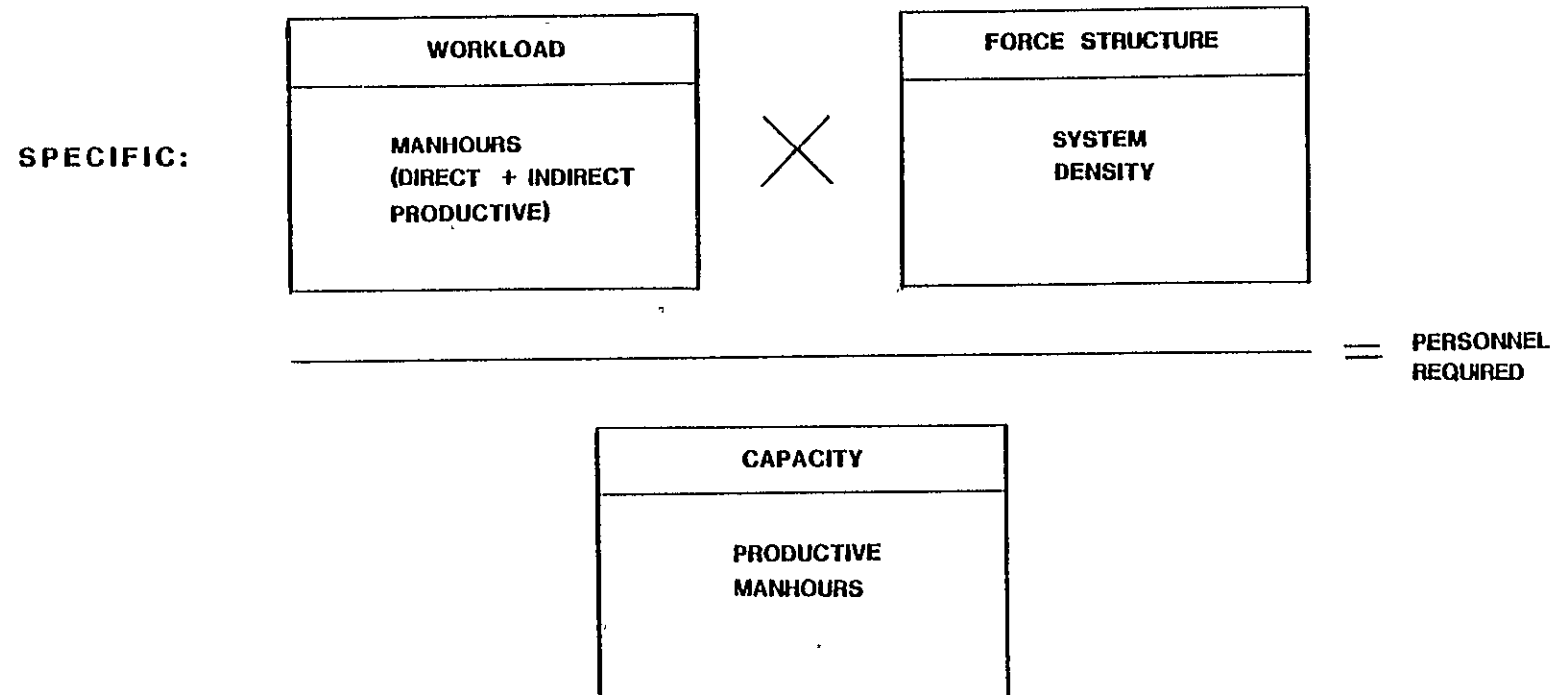 WORKLOAD
FORCE STRUCTURE
SPECIFIC:
MANHOURS
(DIRECT + INDIRECT
PRODUCTIVE)
SYSTEM
DENSITY
=
PERSONNEL
REQUIRED
CAPACITY
PRODUCTIVE
MANHOURS